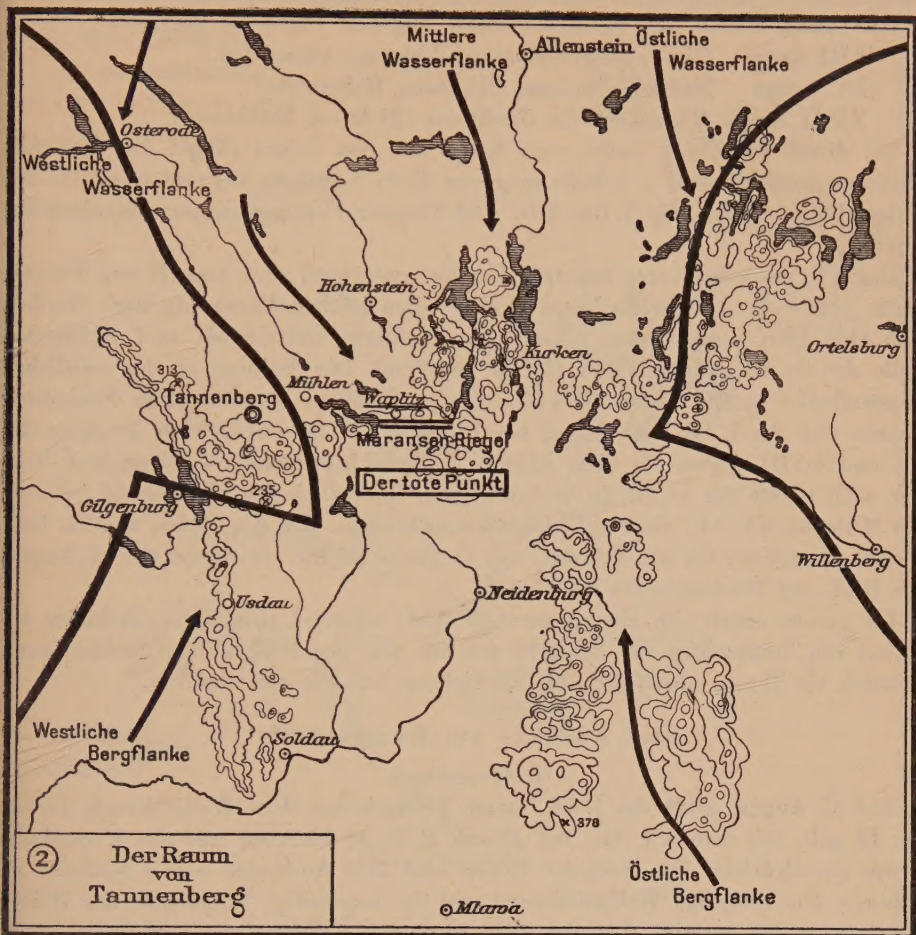 Mittlere
Wasserflanke
Allenstein
Östliche
Wasserflanke
Osterode
Westliche
Wasserflanke
Hohenstein
Kurken
Ortelsburg
313
Mühlen
Tannenberg
Waplitz
Maransen-Riegel
Der tote Punkt
235
Gilgenburg
Willenberg
Usdau
Neidenburg
Westliche
Bergflanke
Soldau
378
Östliche
Bergflanke
2
Der Raum
von
Tannenberg
Mlawa